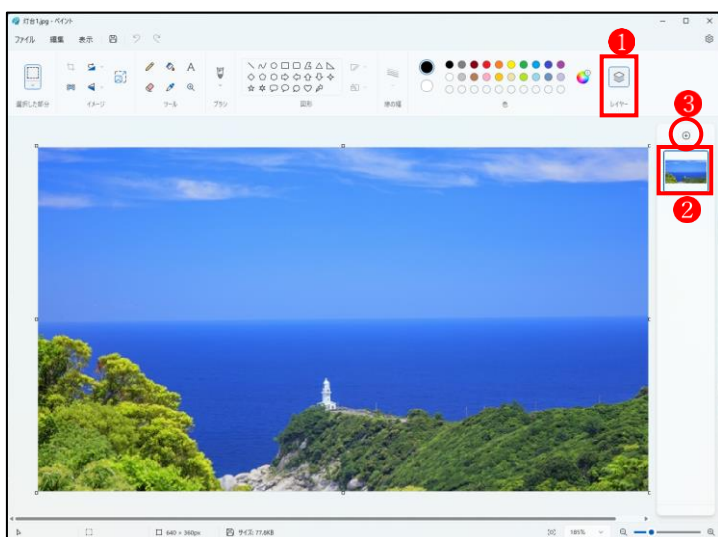 灯台1.jpg - ペイント
ファイル 編集 表示
1
A
選択した部分 イメージ ツール ブラシ 図形 線の幅 色 レイヤー
3
2
640 × 360px サイズ: 77.8KB 185%